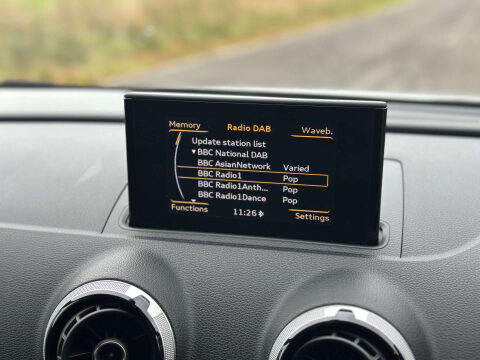 Memory Radio DAB Waveb.
Update station list
▼BBC National DAB
BBC AsianNetwork Varied
BBC Radio1 Pop
BBC Radio1Anth... Pop
BBC Radio1Dance Pop
Functions 11:26 Settings